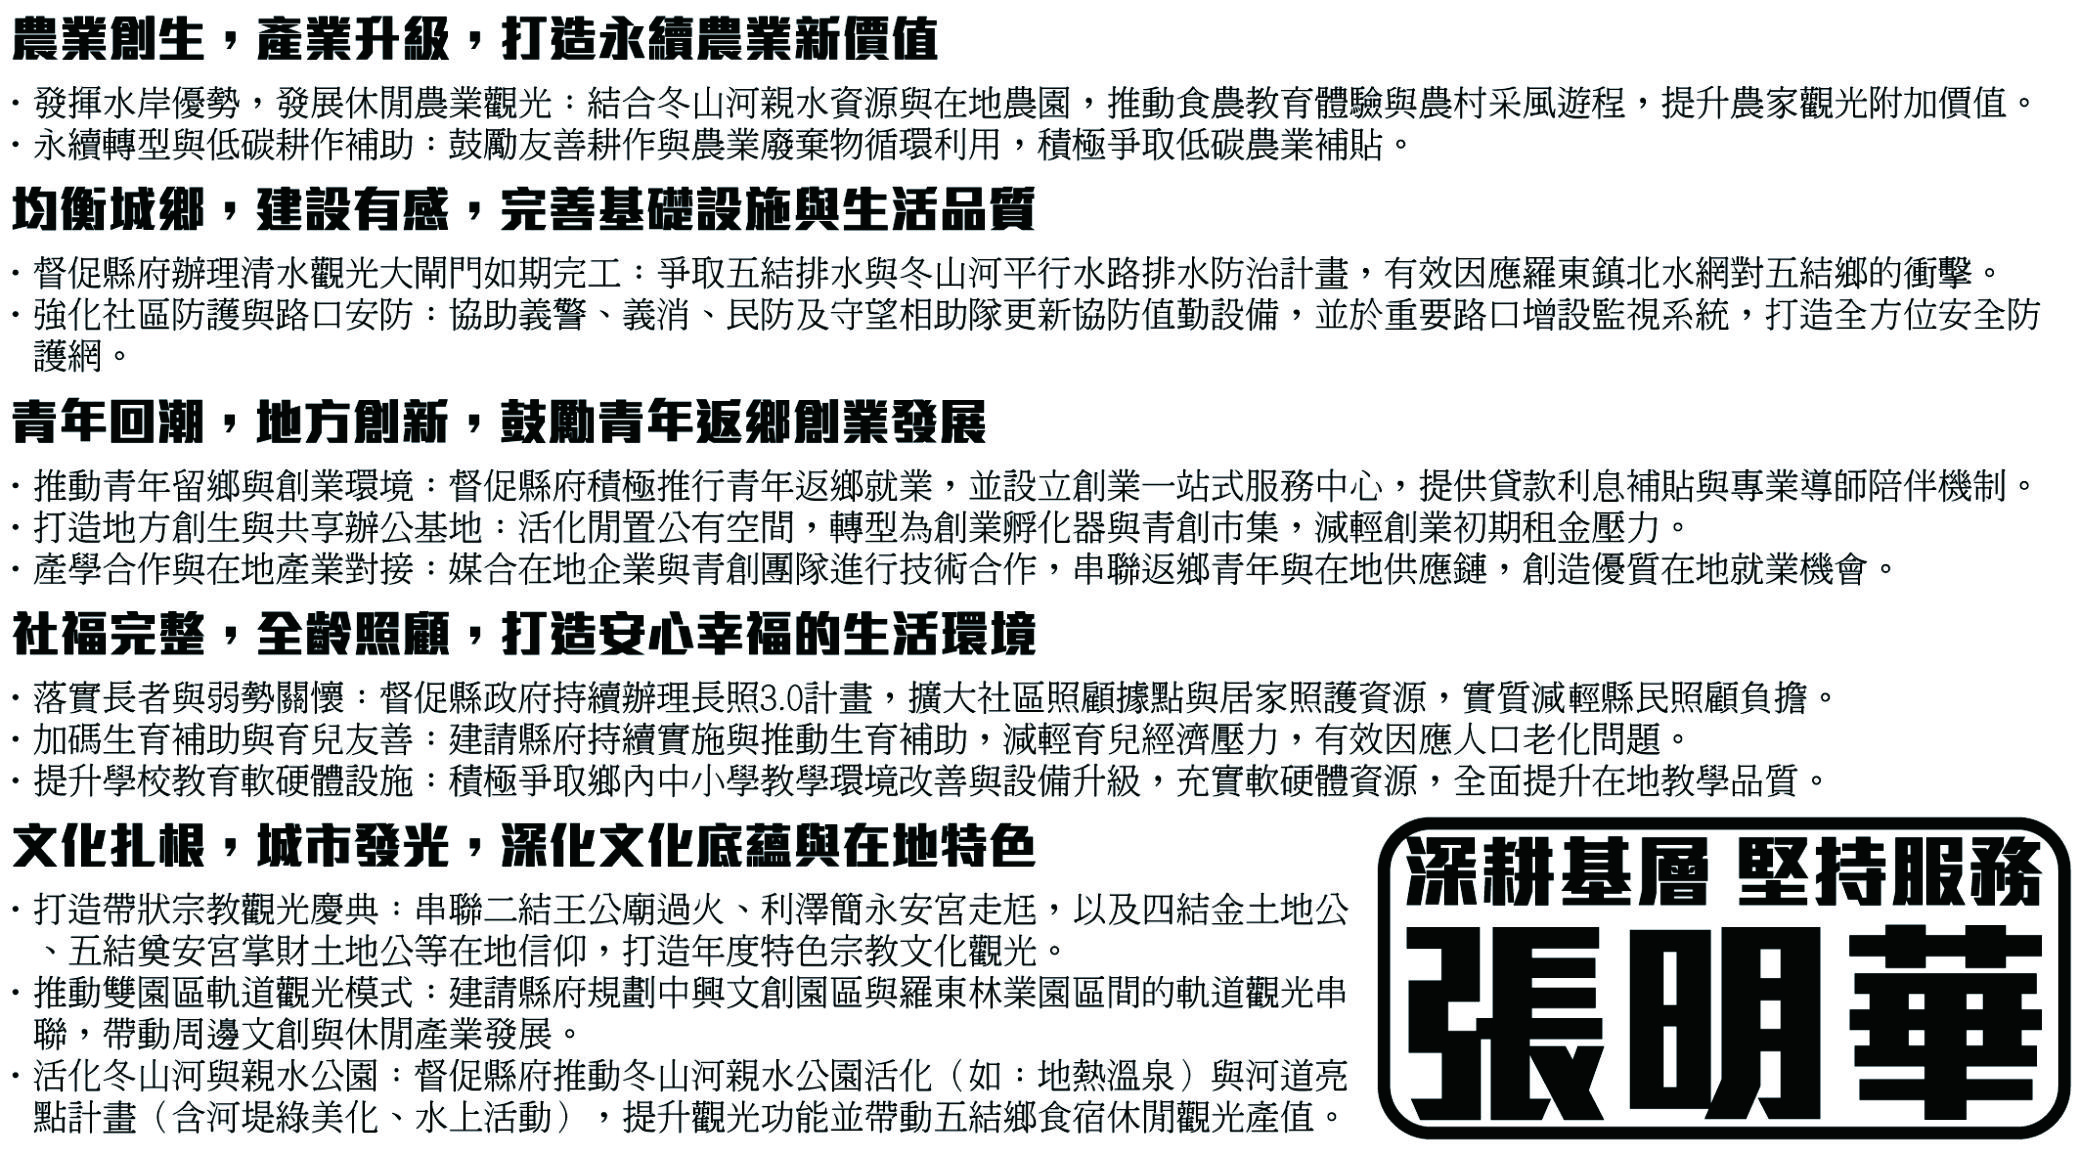 農業創生，產業升級，打造永續農業新價值
・發揮水岸優勢，發展休閒農業觀光：結合冬山河親水資源與在地農園，推動食農教育體驗與農村采風遊程，提升農家觀光附加價值。
・永續轉型與低碳耕作補助：鼓勵友善耕作與農業廢棄物循環利用，積極爭取低碳農業補貼。
均衡城鄉，建設有感，完善基礎設施與生活品質
・督促縣府辦理清水觀光大閘門如期完工：爭取五結排水與冬山河平行水路排水防治計畫，有效因應羅東鎮北水網對五結鄉的衝擊。
・強化社區防護與路口安防：協助義警、義消、民防及守望相助隊更新協防值勤設備，並於重要路口增設監視系統，打造全方位安全防
護網。
青年回潮，地方創新，鼓勵青年返鄉創業發展
・推動青年留鄉與創業環境：督促縣府積極推行青年返鄉就業，並設立創業一站式服務中心，提供貸款利息補貼與專業導師陪伴機制。
・打造地方創生與共享辦公基地：活化閒置公有空間，轉型為創業孵化器與青創市集，減輕創業初期租金壓力。
・產學合作與在地產業對接：媒合在地企業與青創團隊進行技術合作，串聯返鄉青年與在地供應鏈，創造優質在地就業機會。
社福完整，全齡照顧，打造安心幸福的生活環境
・落實長者與弱勢關懷：督促縣政府持續辦理長照3.0計畫，擴大社區照顧據點與居家照護資源，實質減輕縣民照顧負擔。
・加碼生育補助與育兒友善：建請縣府持續實施與推動生育補助，減輕育兒經濟壓力，有效因應人口老化問題。
・提升學校教育軟硬體設施：積極爭取鄉內中小學教學環境改善與設備升級，充實軟硬體資源，全面提升在地教學品質。
文化扎根，城市發光，深化文化底蘊與在地特色
・打造帶狀宗教觀光慶典：串聯二結王公廟過火、利澤簡永安宮走尪，以及四結金土地公
、五結奠安宮掌財土地公等在地信仰，打造年度特色宗教文化觀光。
・推動雙園區軌道觀光模式：建請縣府規劃中興文創園區與羅東林業園區間的軌道觀光串
聯，帶動周邊文創與休閒產業發展。
・活化冬山河與親水公園：督促縣府推動冬山河親水公園活化（如：地熱溫泉）與河道亮
點計畫（含河堤綠美化、水上活動），提升觀光功能並帶動五結鄉食宿休閒觀光產值。
深耕基層 堅持服務
張明華